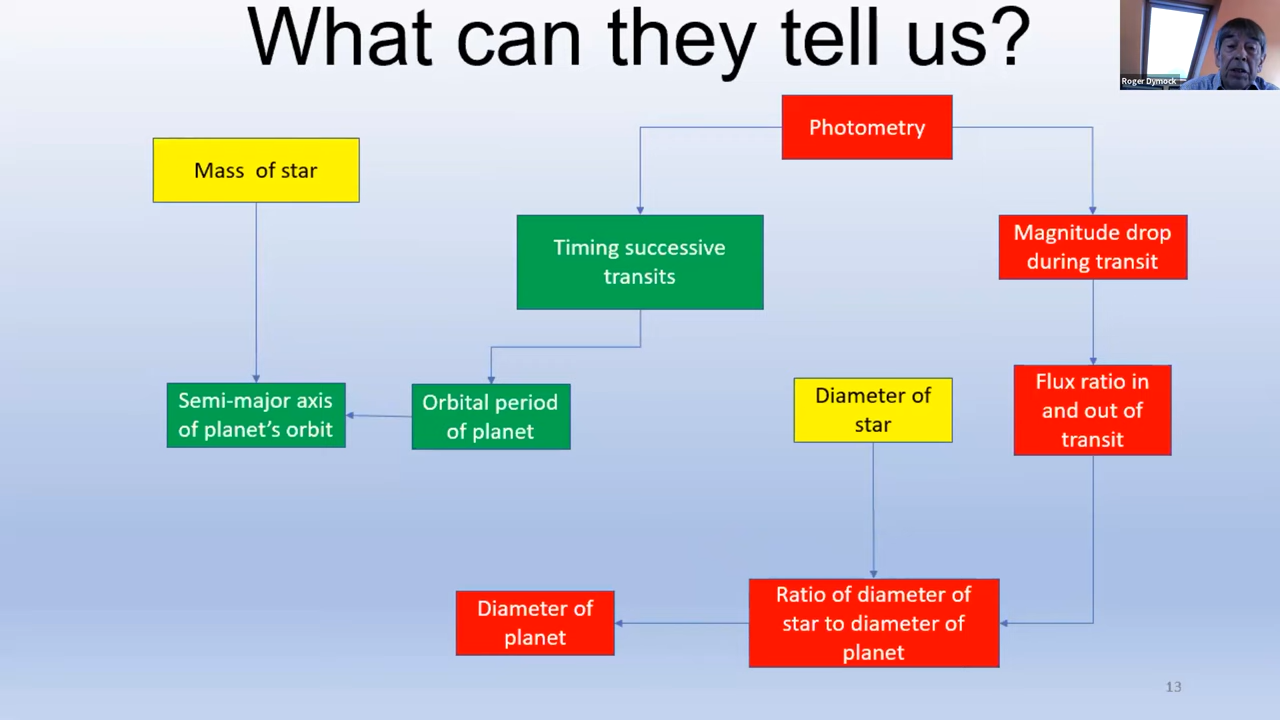 What can they tell us?
Roger Dymock
Photometry
Mass of star
Timing successive
transits
Magnitude drop
during transit
Semi-major axis
of planet's orbit
Orbital period
of planet
Diameter of
star
Flux ratio in
and out of
transit
Diameter of
planet
Ratio of diameter of
star to diameter of
planet
13